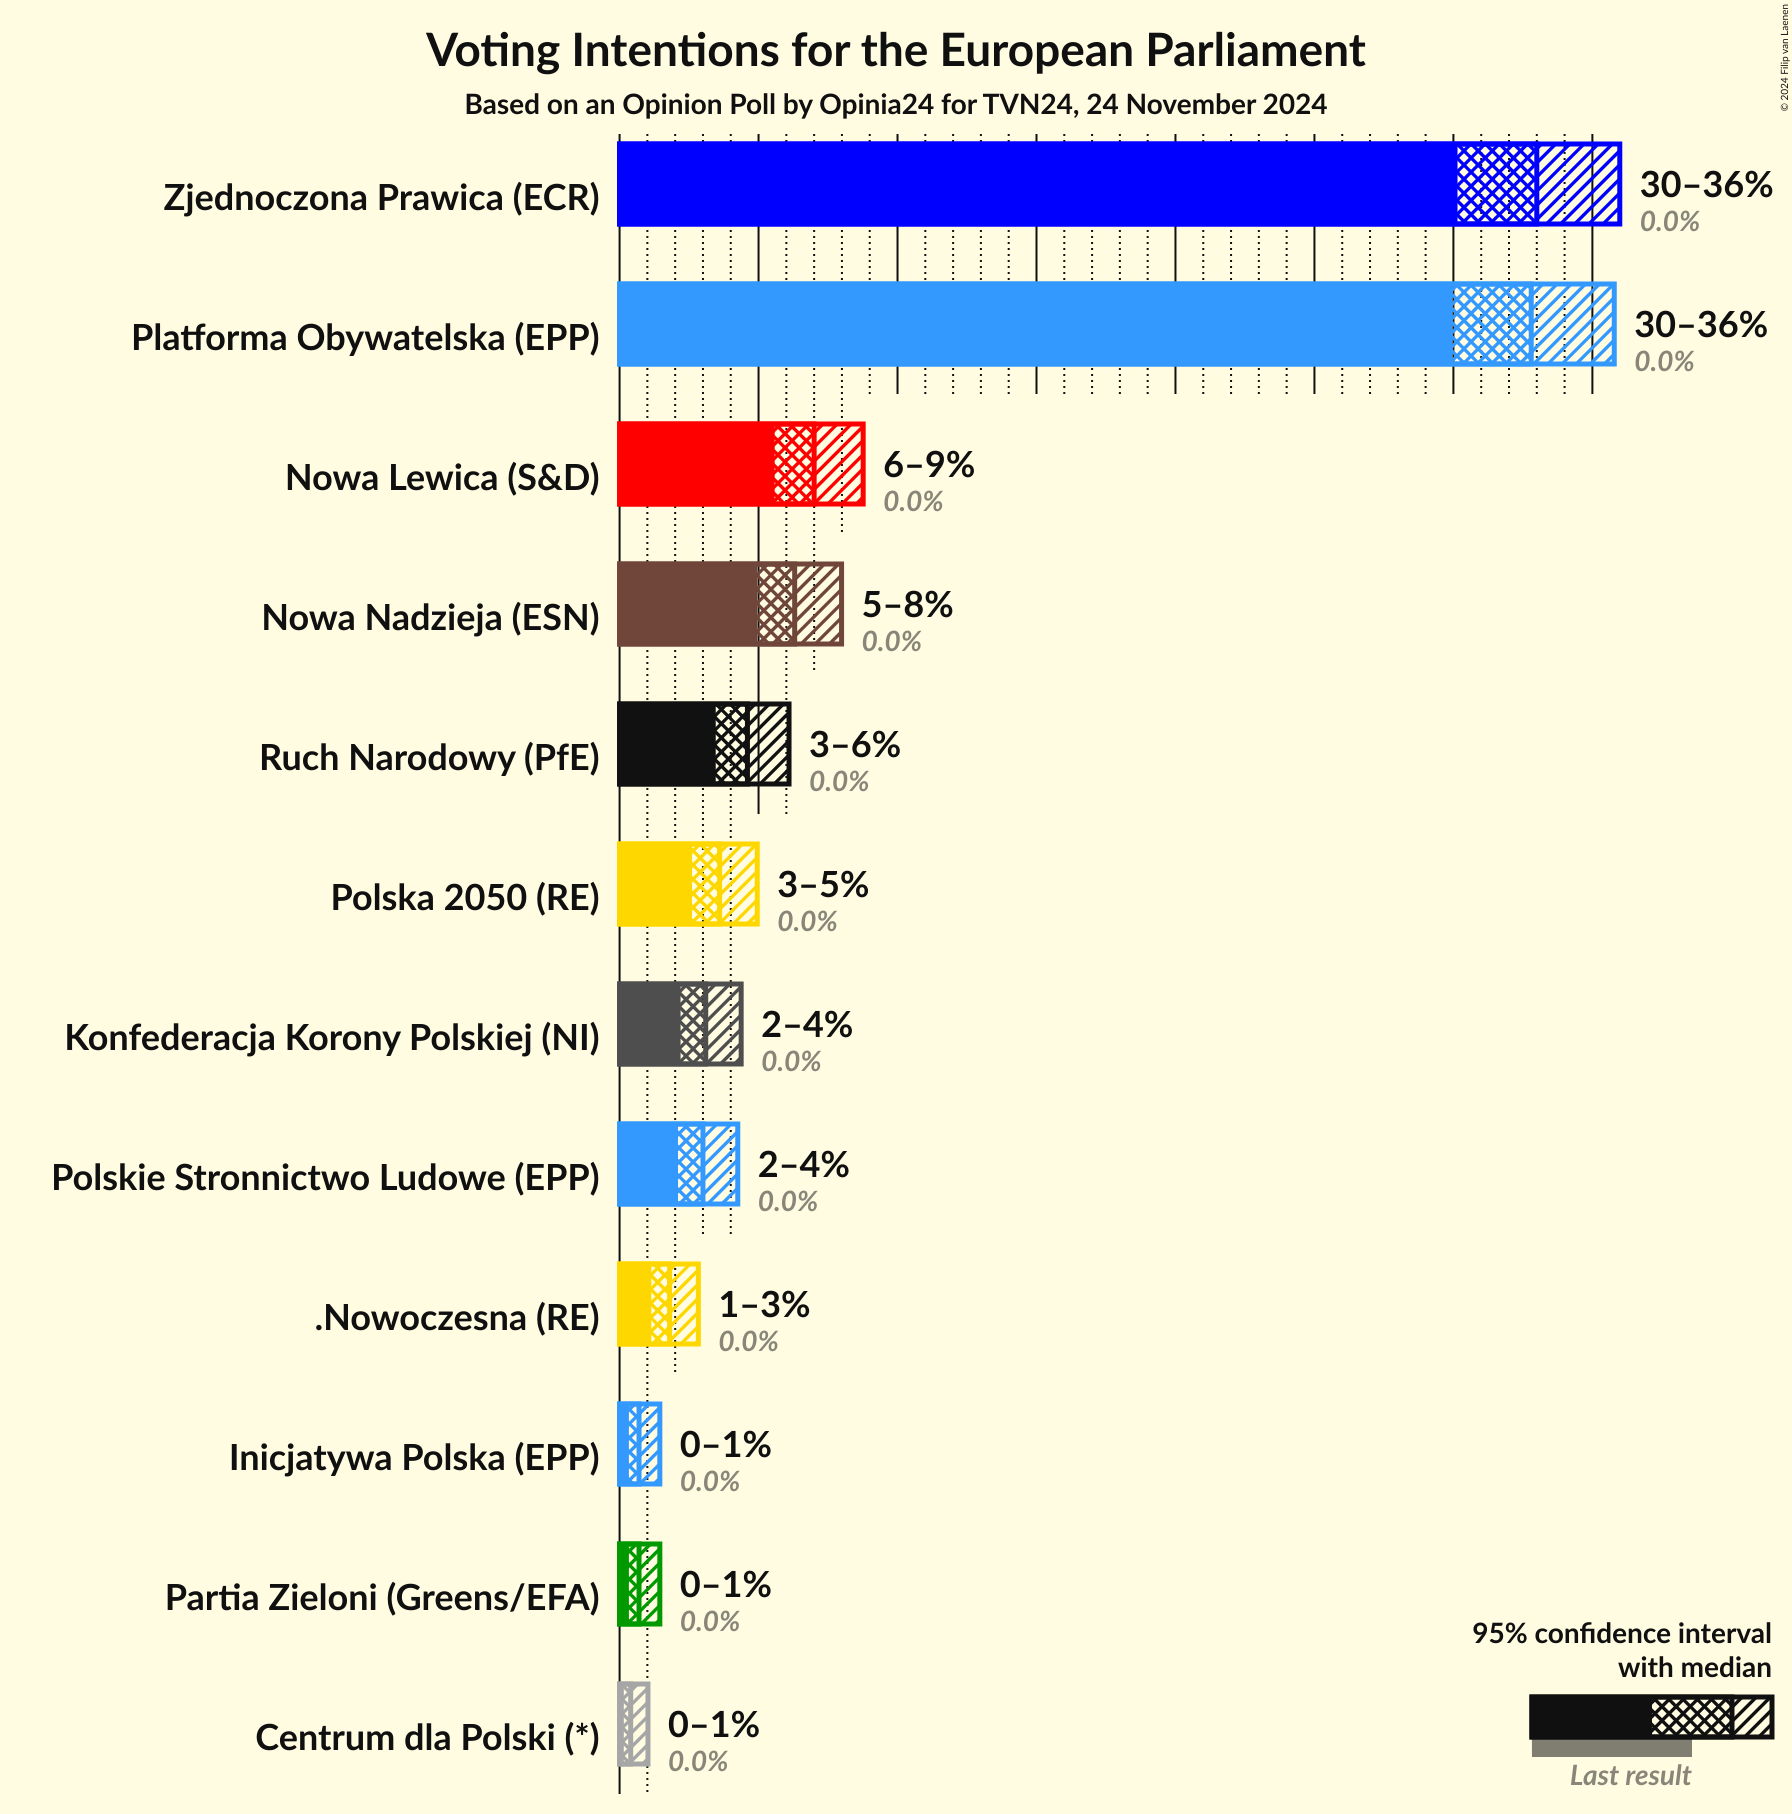 Voting Intentions for the European Parliament
Based on an Opinion Poll by Opinia24 for TVN24, 24 November 2024
© 2024 Filip van Laenen
Zjednoczona Prawica (ECR)
30–36%
0.0%
Platforma Obywatelska (EPP)
30–36%
0.0%
Nowa Lewica (S&D)
6–9%
0.0%
Nowa Nadzieja (ESN)
5–8%
0.0%
Ruch Narodowy (PfE)
3–6%
0.0%
Polska 2050 (RE)
3–5%
0.0%
Konfederacja Korony Polskiej (NI)
2–4%
0.0%
Polskie Stronnictwo Ludowe (EPP)
2–4%
0.0%
.Nowoczesna (RE)
1–3%
0.0%
Inicjatywa Polska (EPP)
0–1%
0.0%
Partia Zieloni (Greens/EFA)
0–1%
0.0%
Centrum dla Polski (*)
0–1%
0.0%
95% confidence interval
with median
Last result